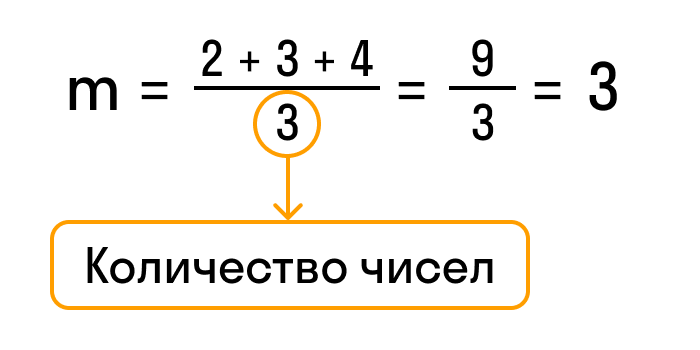 m = (2 + 3 + 4) / 3 = 9 / 3 = 3
Количество чисел